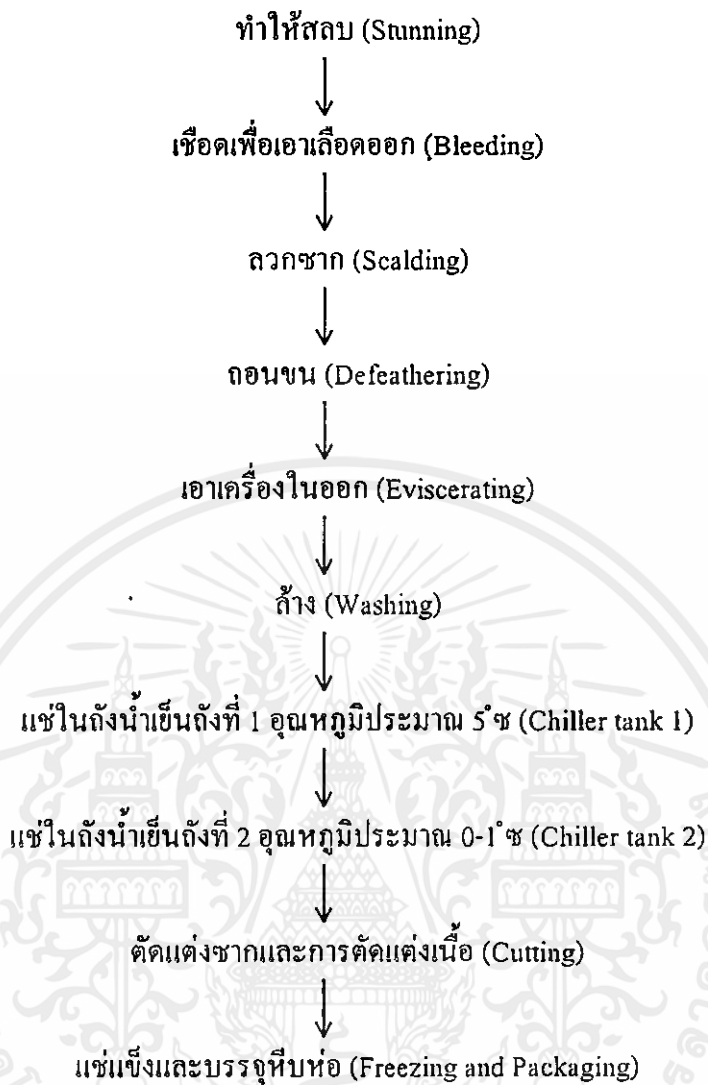 ทำให้สลบ (Stunning)
เชือดเพื่อเอาเลือดออก (Bleeding)
ลวกซาก (Scalding)
ถอนขน (Defeathering)
เอาเครื่องในออก (Eviscerating)
ล้าง (Washing)
แช่ในถังน้ำเย็นถังที่ 1 อุณหภูมิประมาณ 5 ํซ (Chiller tank 1)
แช่ในถังน้ำเย็นถังที่ 2 อุณหภูมิประมาณ 0-1 ํซ (Chiller tank 2)
ตัดแต่งซากและการตัดแต่งเนื้อ (Cutting)
แช่แข็งและบรรจุหีบห่อ (Freezing and Packaging)